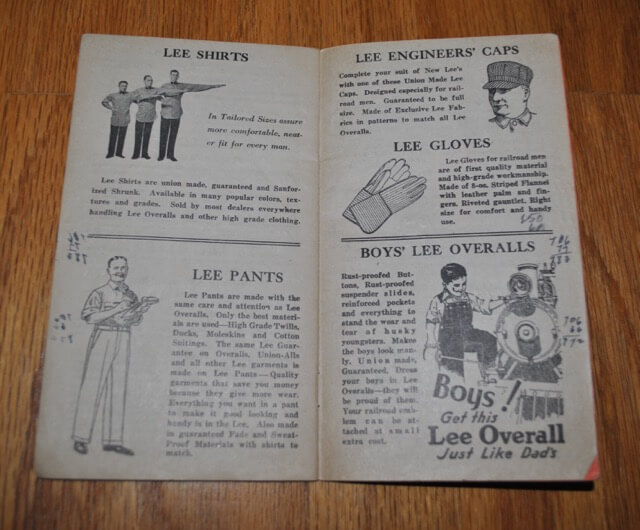 LEE SHIRTS
In Tailored Sizes assure
more comfortable, neat-
er fit for every man.
Lee Shirts are union made, guaranteed and Sanfor-
ized Shrunk. Available in many popular colors, tex-
tures and grades. Sold by most dealers everywhere
handling Lee Overalls and other high grade clothing.
LEE PANTS
Lee Pants are made with the
same care and attention as Lee
Overalls. Only the best materi-
als are used—High Grade Twills,
Ducks, Moleskins and Cotton
Suitings. The same Lee Guar-
antee on Overalls, Union-Alls
and all other Lee garments is
made on Lee Pants—Quality
garments that save you money
because they give more wear.
Everything you want in a pant
to make it good looking and
handy is in the Lee. Also made
in guaranteed Fade and Sweat-
Proof Materials with shirts to
match.
LEE ENGINEERS' CAPS
Complete your suit of New Lee's
with one of these Union Made Lee
Caps. Designed especially for rail-
road men. Guaranteed to be full
size. Made of Exclusive Lee Fab-
rics in patterns to match all Lee
Overalls.
LEE GLOVES
Lee Gloves for railroad men
are of first quality material
and high-grade workmanship.
Made of 8-oz. Striped Flannel
with leather palm and fin-
gers. Riveted gauntlet. Right
size for comfort and handy
use.
BOYS' LEE OVERALLS
Rust-proofed But-
tons, Rust-proofed
suspender slides,
reinforced pockets
and everything to
stand the wear and
tear of husky
youngsters. Makes
the boys look man-
ly. Union made,
Guaranteed. Dress
your boys in Lee
Overalls—they will
be proud of them.
Your railroad emb-
lem can be at-
tached at small
extra cost.
706
77
783
Boys!
Get this
Lee Overall
Just Like Dad's